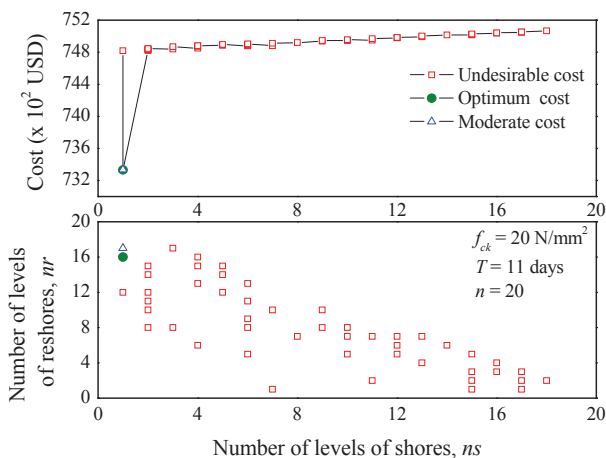 752
748
744
740
736
732
Cost (x 10² USD)
Undesirable cost
Optimum cost
Moderate cost
0 4 8 12 16 20
20
16
12
8
4
0
Number of levels
of reshores, nr
f_ck = 20 N/mm²
T = 11 days
n = 20
0 4 8 12 16 20
Number of levels of shores, ns